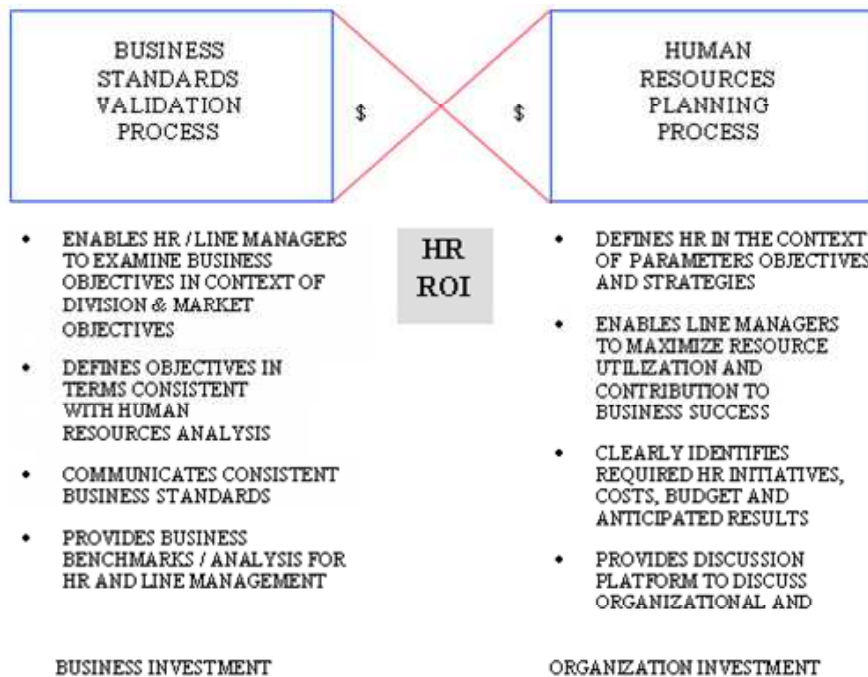 BUSINESS
STANDARDS
VALIDATION
PROCESS
$
$
HUMAN
RESOURCES
PLANNING
PROCESS
• ENABLES HR / LINE MANAGERS
TO EXAMINE BUSINESS
OBJECTIVES IN CONTEXT OF
DIVISION & MARKET
OBJECTIVES
• DEFINES OBJECTIVES IN
TERMS CONSISTENT
WITH HUMAN
RESOURCES ANALYSIS
• COMMUNICATES CONSISTENT
BUSINESS STANDARDS
• PROVIDES BUSINESS
BENCHMARKS / ANALYSIS FOR
HR AND LINE MANAGEMENT
HR
ROI
• DEFINES HR IN THE CONTEXT
OF PARAMETERS OBJECTIVES
AND STRATEGIES
• ENABLES LINE MANAGERS
TO MAXIMIZE RESOURCE
UTILIZATION AND
CONTRIBUTION TO
BUSINESS SUCCESS
• CLEARLY IDENTIFIES
REQUIRED HR INITIATIVES,
COSTS, BUDGET AND
ANTICIPATED RESULTS
• PROVIDES DISCUSSION
PLATFORM TO DISCUSS
ORGANIZATIONAL AND
BUSINESS INVESTMENT
ORGANIZATION INVESTMENT